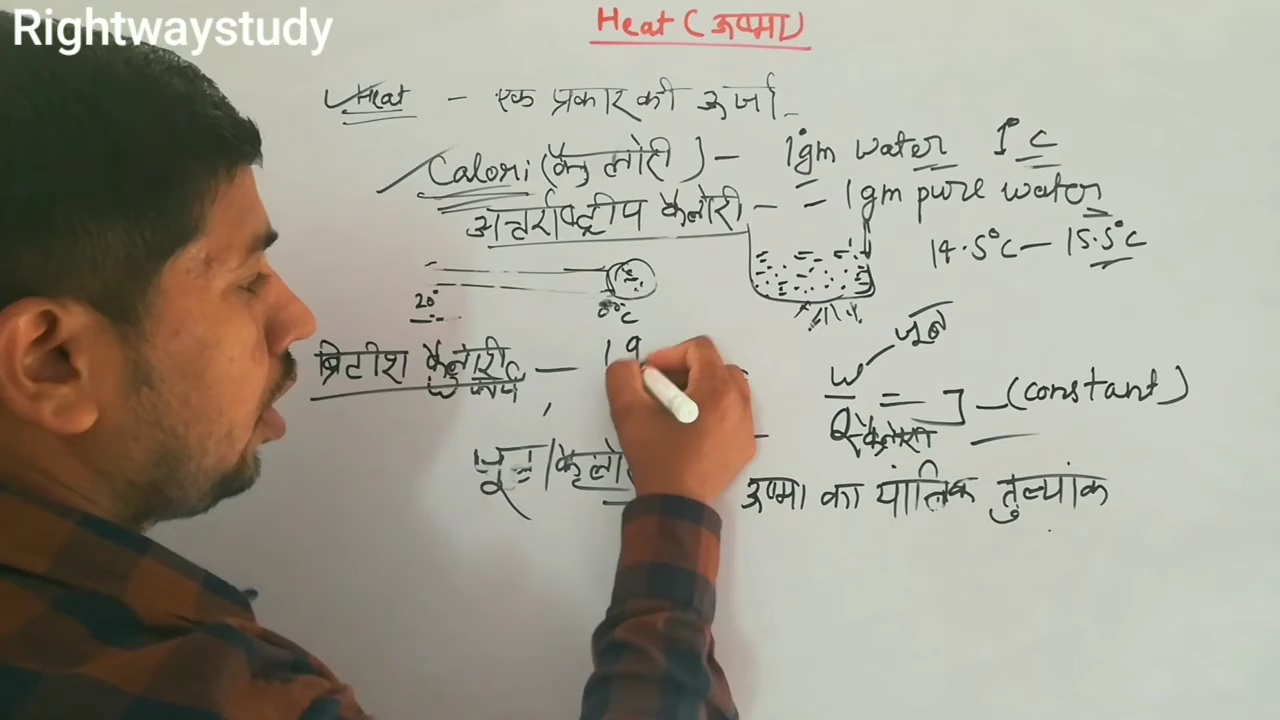 Rightwaystudy
Heat (ऊष्मा)
Heat - एक प्रकार की ऊर्जा
Calori (कैलोरी) - 1gm water 1°C
अन्तर्राष्ट्रीय कैलोरी - = 1gm pure water
14.5°C - 15.5°C
20° °C
ब्रिटीश कैलोरी - 1
W जूल
Q कैलोरी = ] - (constant)
जूल / कैलो
ऊष्मा का यांत्रिक तुल्यांक